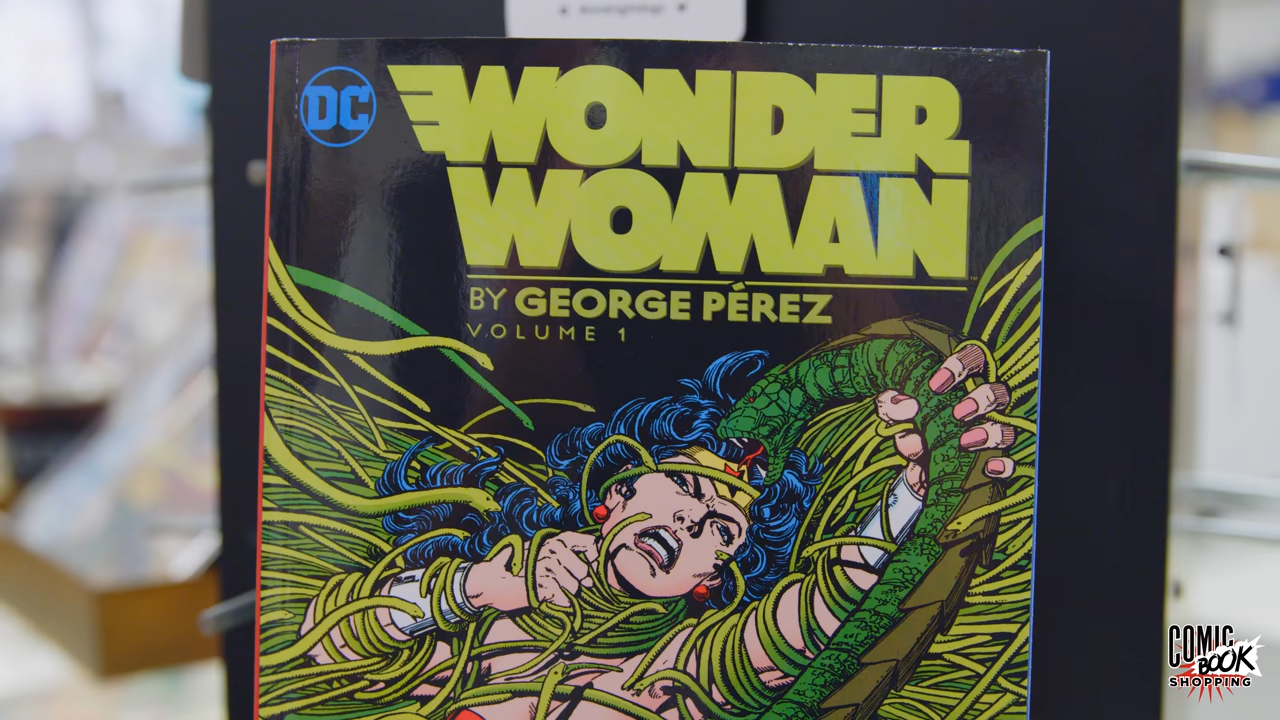 DC
WONDER
WOMAN
BY GEORGE PÉREZ
VOLUME 1
COMIC
BOOK
SHOPPING